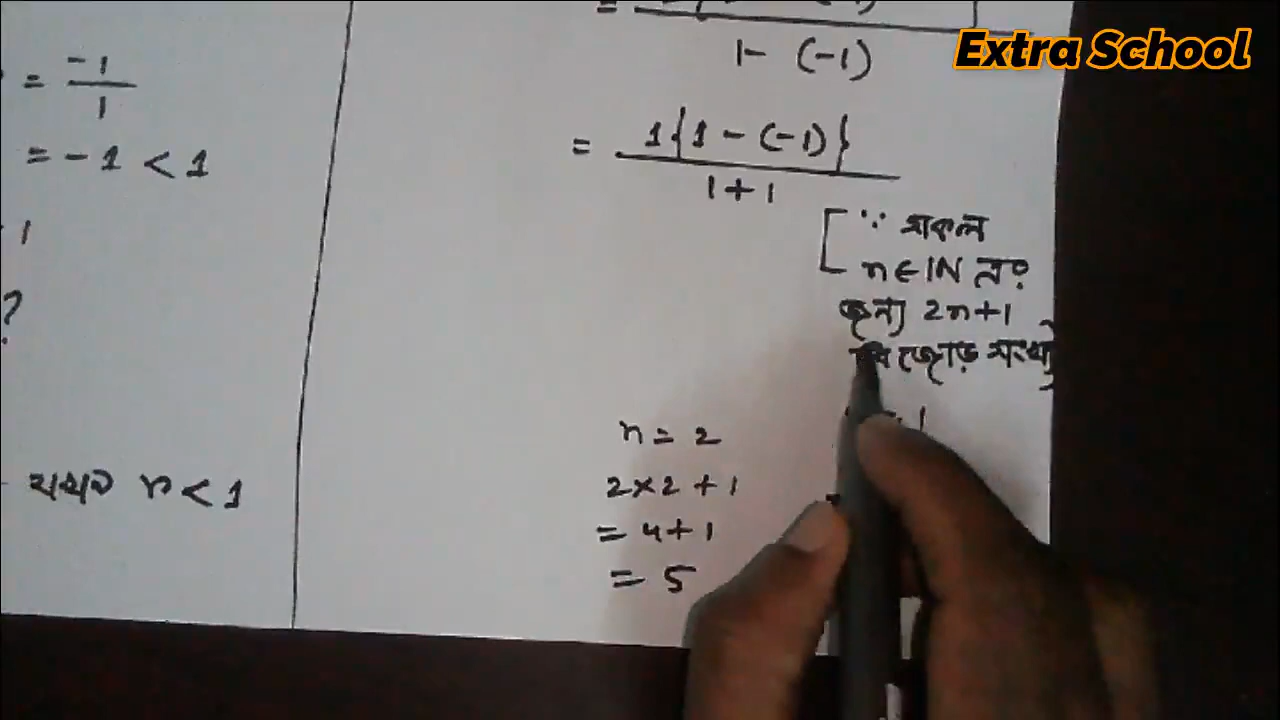 Extra School
= -1/1
= -1 < 1
1
?
যখন r < 1
1 - (-1)
= 1{1 - (-1)} / 1 + 1
[∵ সকল
n ∈ IN এর
জন্য 2n+1
বিজোড় সংখ্যা
n = 2
2×2 + 1
= 4+1
= 5